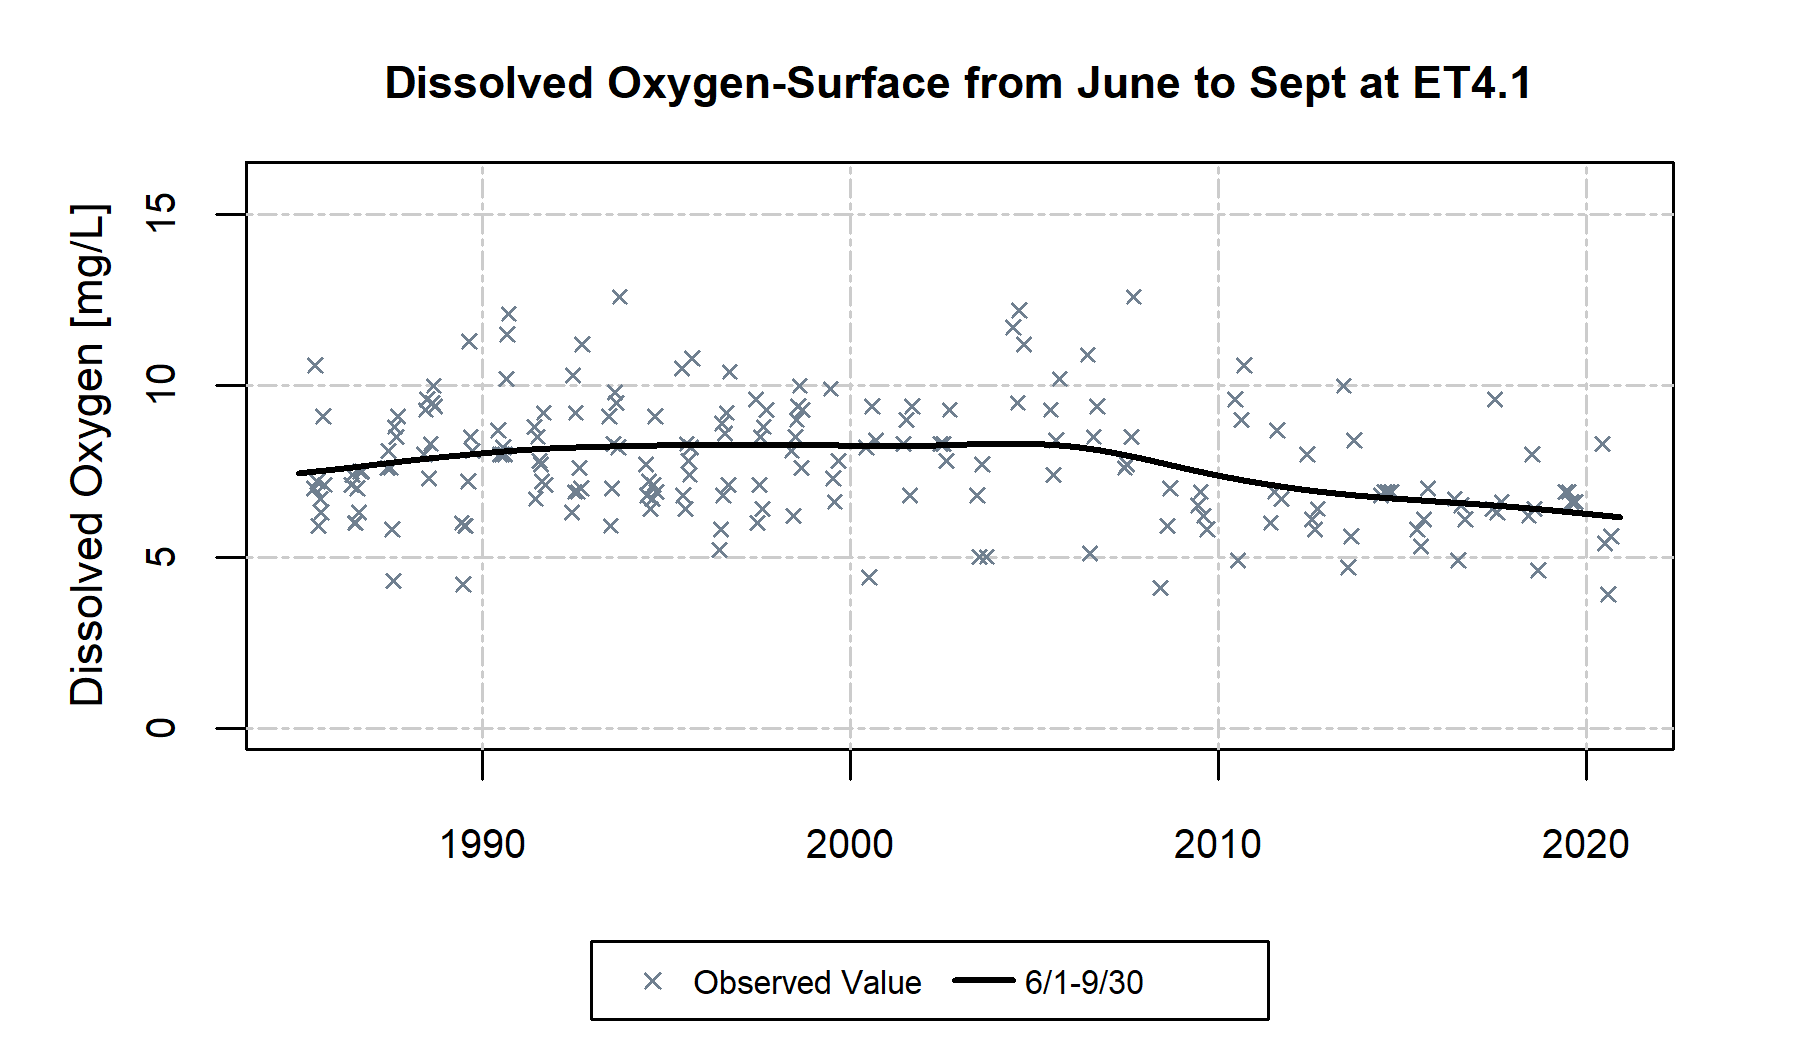 Dissolved Oxygen-Surface from June to Sept at ET4.1
Dissolved Oxygen [mg/L]
15
10
5
0
1990 2000 2010 2020
Observed Value 6/1-9/30